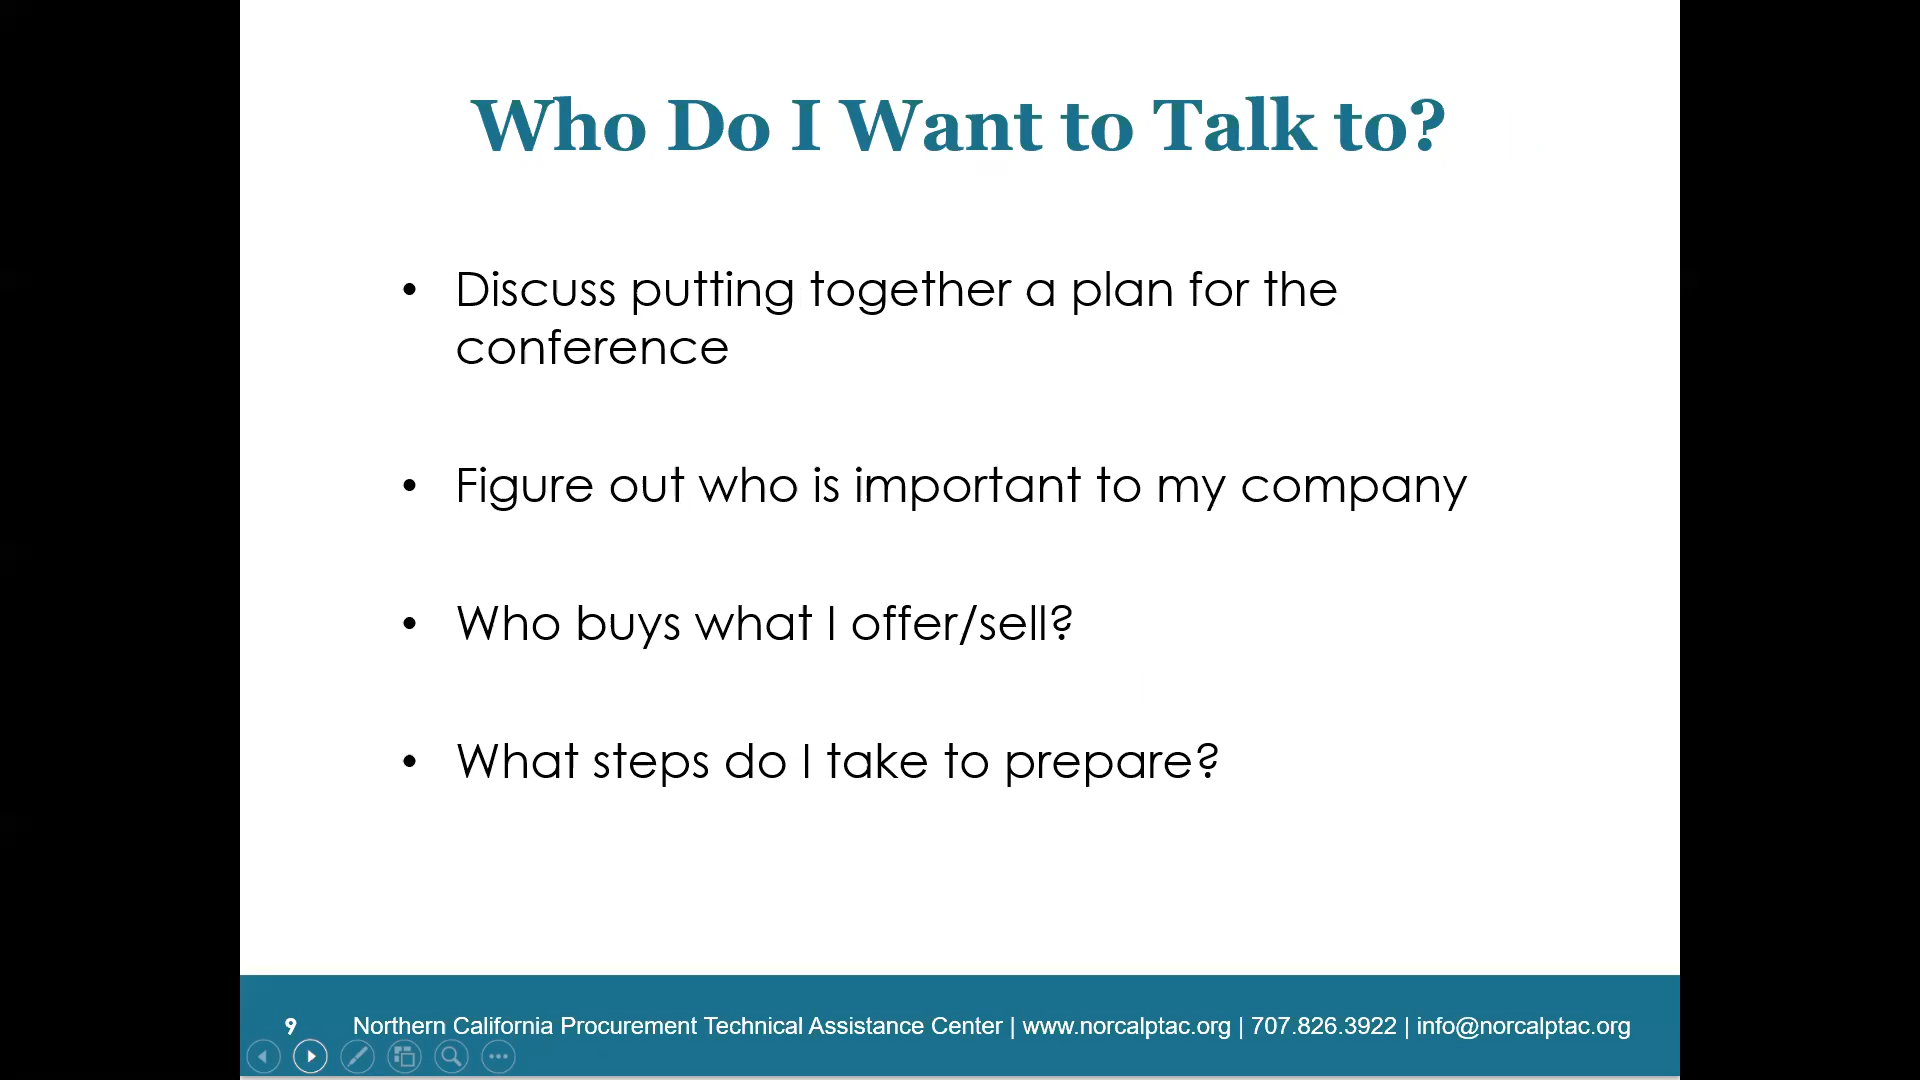 Who Do I Want to Talk to?
• Discuss putting together a plan for the
conference
• Figure out who is important to my company
• Who buys what I offer/sell?
• What steps do I take to prepare?
9 Northern California Procurement Technical Assistance Center | www.norcalptac.org | 707.826.3922 | info@norcalptac.org